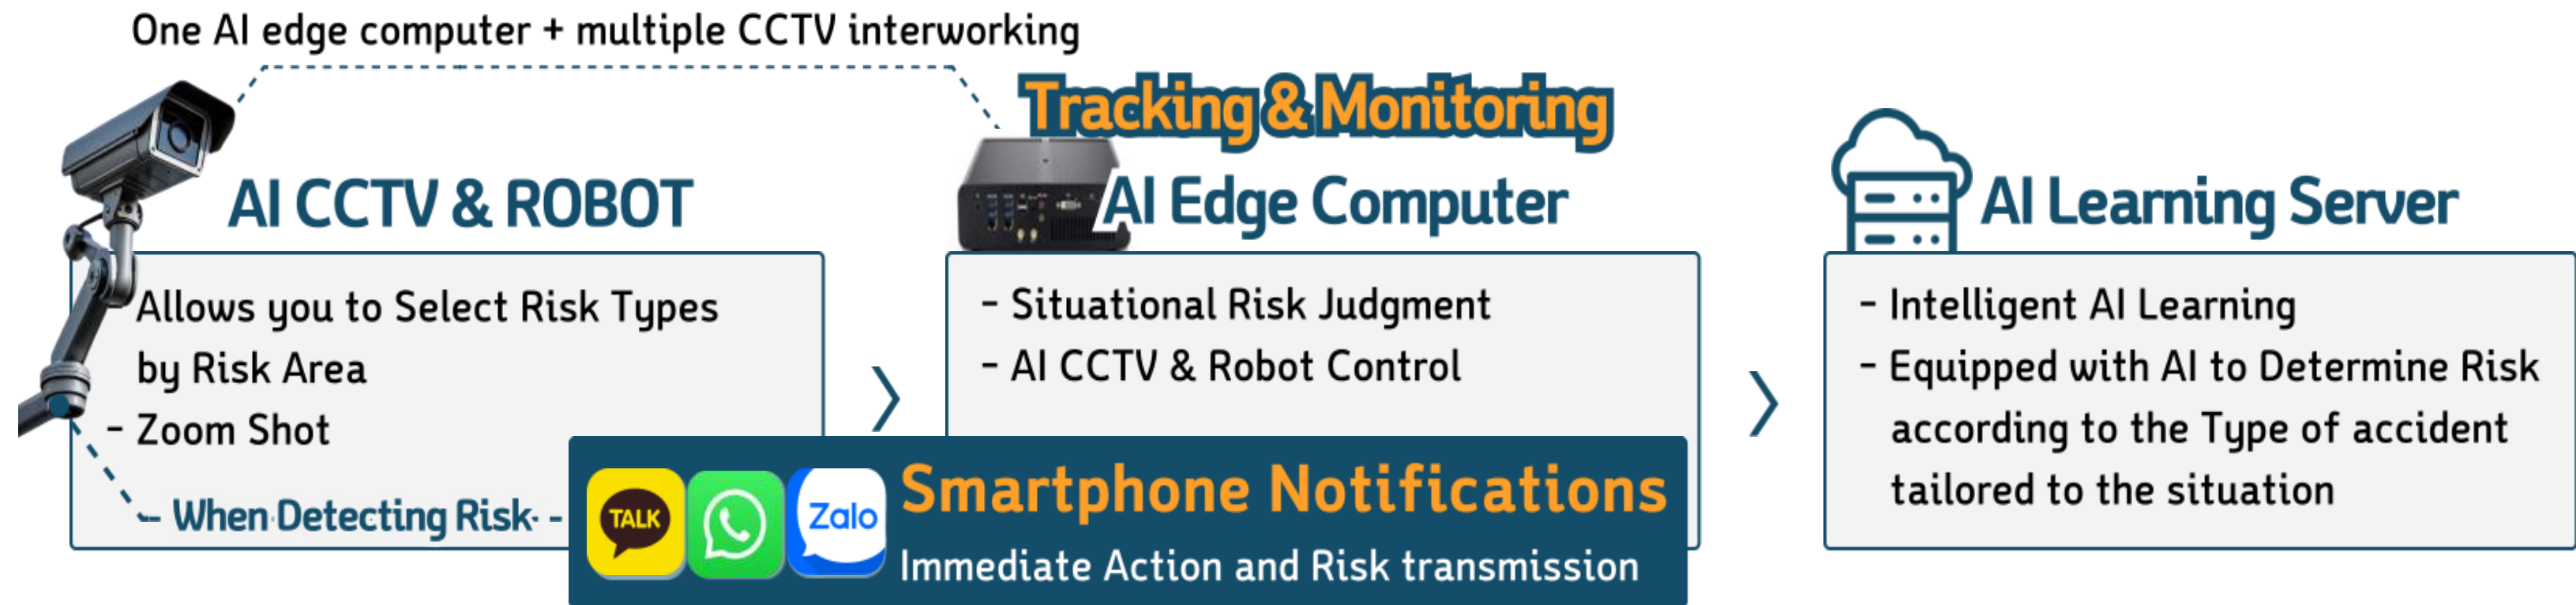 One AI edge computer + multiple CCTV interworking
Tracking & Monitoring
AI CCTV & ROBOT
Allows you to Select Risk Types
by Risk Area
- Zoom Shot
When Detecting Risk
AI Edge Computer
- Situational Risk Judgment
- AI CCTV & Robot Control
TALK
Zalo
Smartphone Notifications
Immediate Action and Risk transmission
AI Learning Server
- Intelligent AI Learning
- Equipped with AI to Determine Risk
according to the Type of accident
tailored to the situation